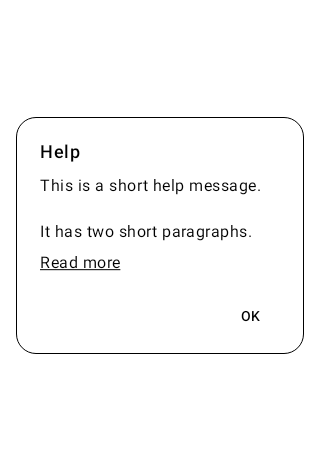 Help
This is a short help message.
It has two short paragraphs.
Read more
OK